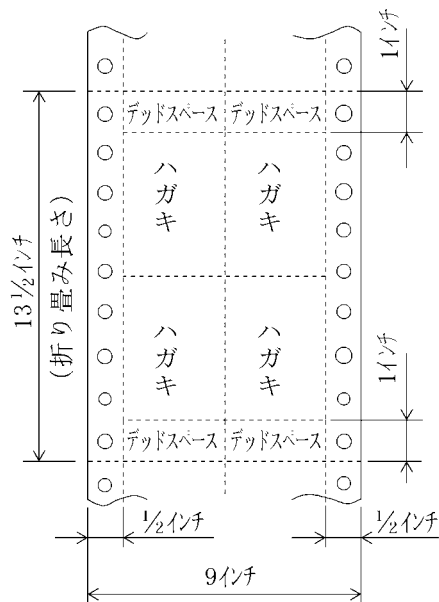 1インチ
デッドスペース デッドスペース
ハガキ ハガキ
13 1/2インチ
(折り畳み長さ)
ハガキ ハガキ
1インチ
デッドスペース デッドスペース
1/2インチ 1/2インチ
9インチ